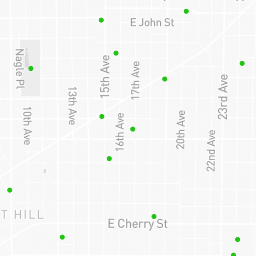 E John St
Nagle Pl
15th Ave
17th Ave
23rd Ave
13th Ave
10th Ave
16th Ave
20th Ave
22nd Ave
T HILL
E Cherry St